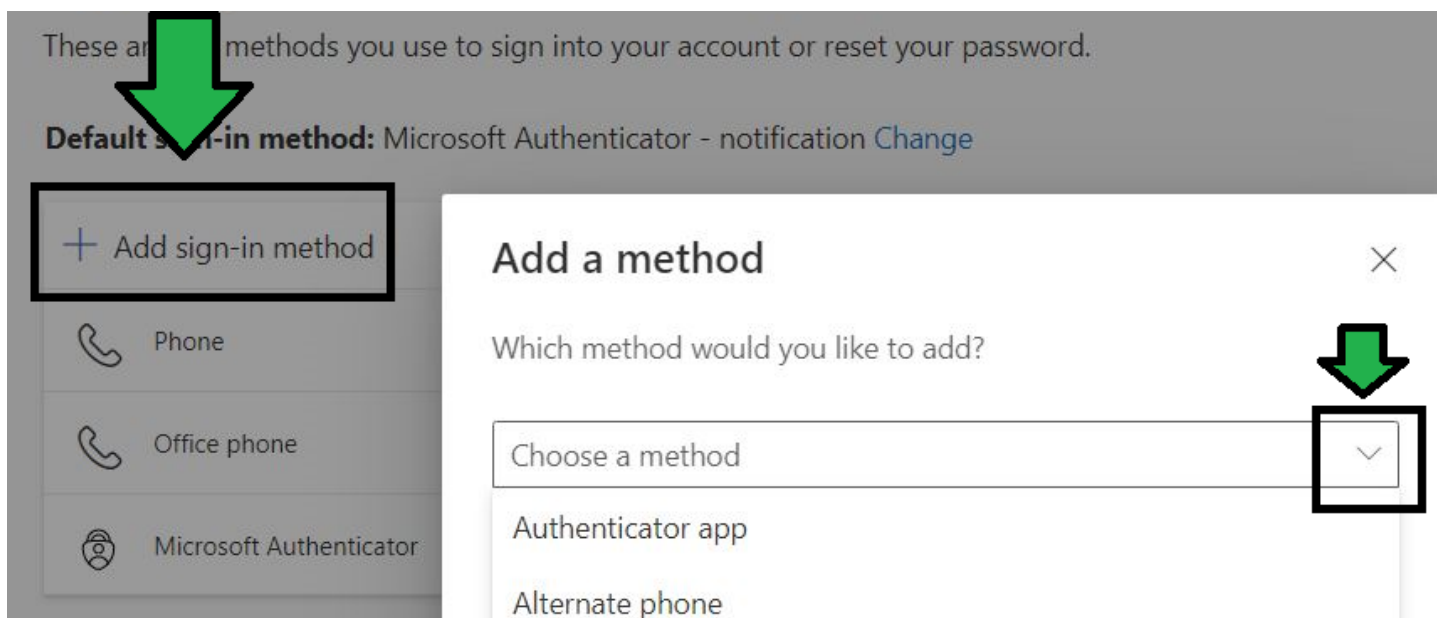 These ar methods you use to sign into your account or reset your password.
Default s -in method: Microsoft Authenticator - notification Change
+ Add sign-in method
Phone
Office phone
Microsoft Authenticator
Add a method
Which method would you like to add?
Choose a method
Authenticator app
Alternate phone